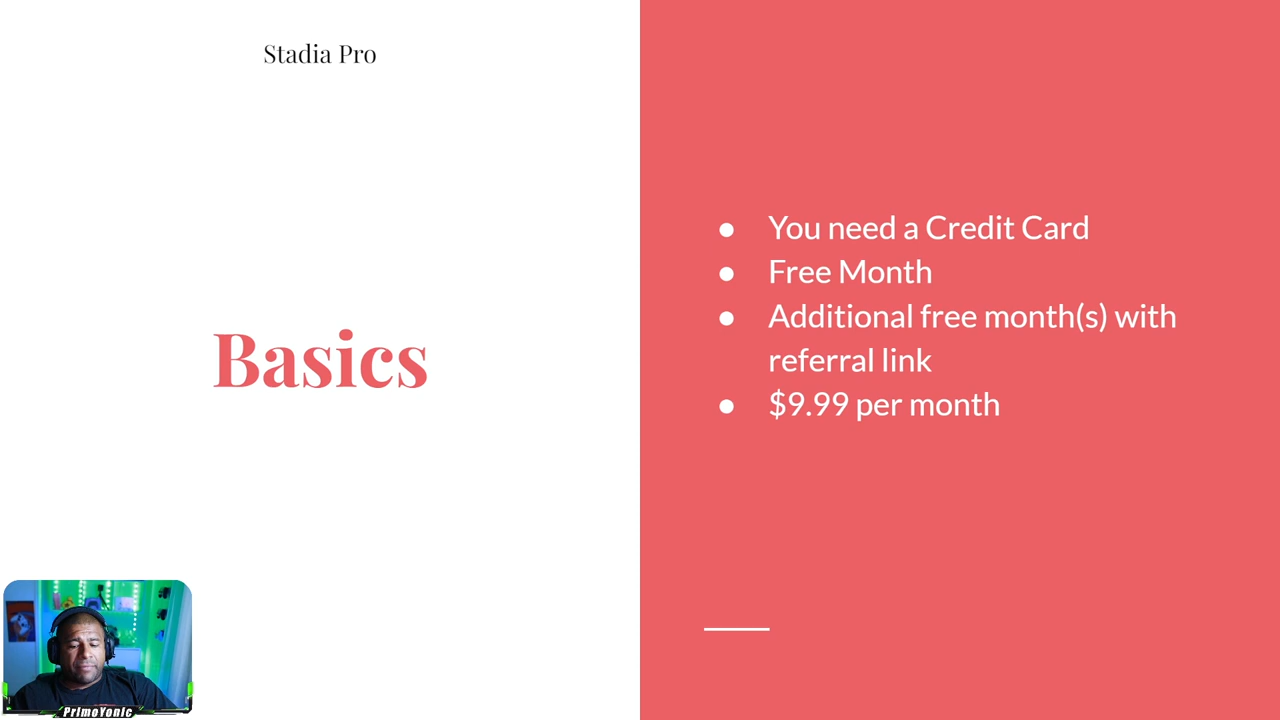 Stadia Pro
Basics
● You need a Credit Card
● Free Month
● Additional free month(s) with
referral link
● $9.99 per month
PrimoYonic